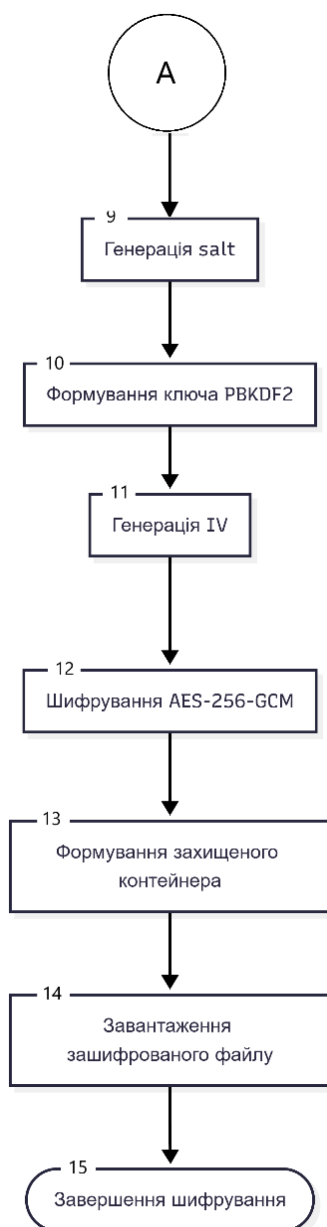 A
9
Генерація salt
10
Формування ключа PBKDF2
11
Генерація IV
12
Шифрування AES-256-GCM
13
Формування захищеного
контейнера
14
Завантаження
зашифрованого файлу
15
Завершення шифрування